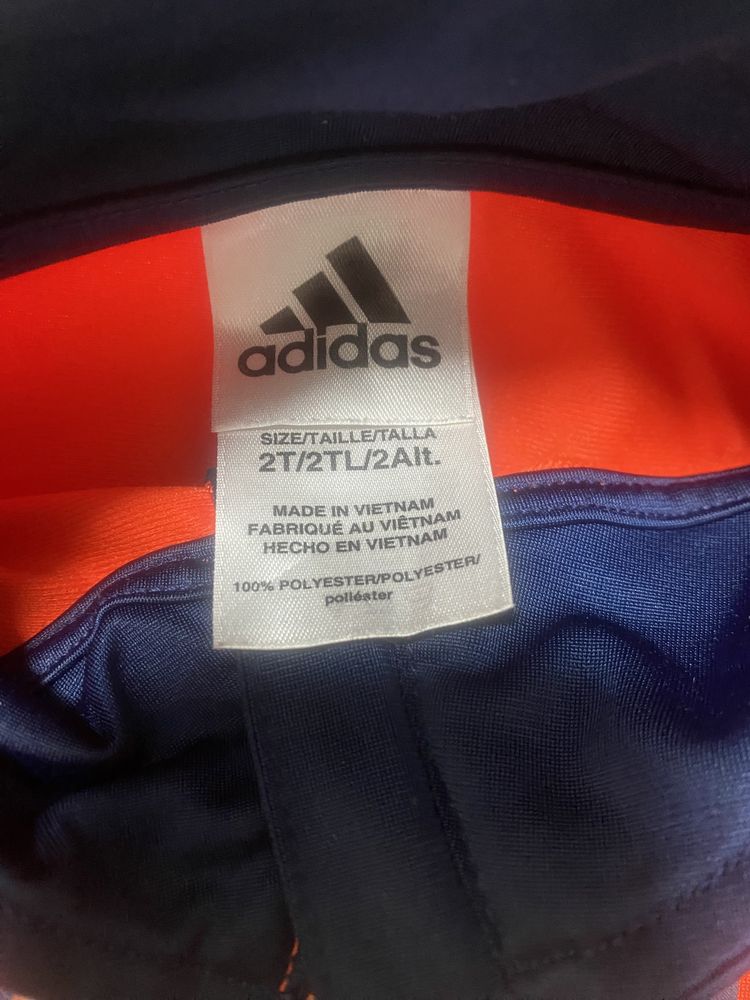 adidas
SIZE/TAILLE/TALLA
2T/2TL/2Alt.
MADE IN VIETNAM
FABRIQUÉ AU VIÊTNAM
HECHO EN VIETNAM
100% POLYESTER/POLYESTER/
poliéster